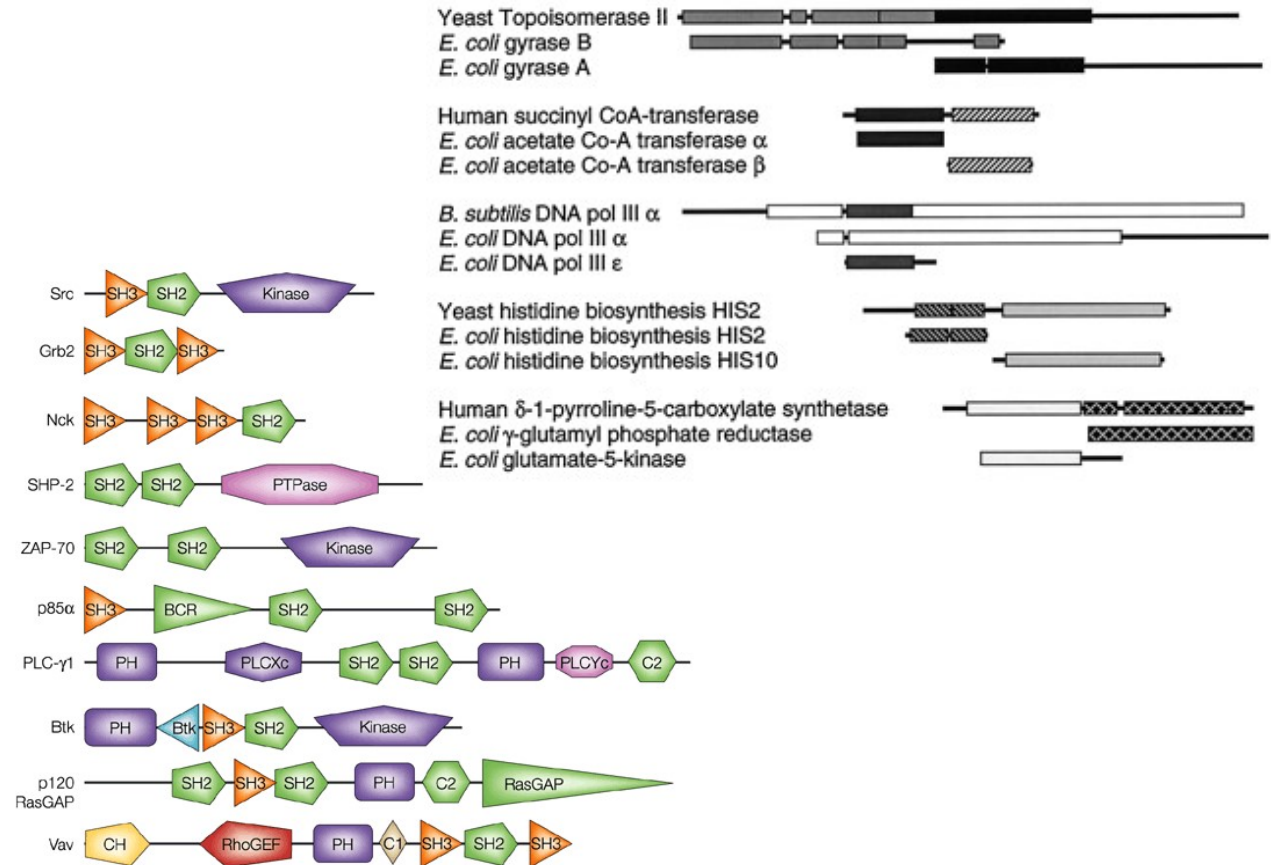 Yeast Topoisomerase II
E. coli gyrase B
E. coli gyrase A
Human succinyl CoA-transferase
E. coli acetate Co-A transferase α
E. coli acetate Co-A transferase β
B. subtilis DNA pol III α
E. coli DNA pol III α
E. coli DNA pol III ε
Yeast histidine biosynthesis HIS2
E. coli histidine biosynthesis HIS2
E. coli histidine biosynthesis HIS10
Human δ-1-pyrroline-5-carboxylate synthetase
E. coli γ-glutamyl phosphate reductase
E. coli glutamate-5-kinase
Src SH3 SH2 Kinase
Grb2 SH3 SH2 SH3
Nck SH3 SH3 SH3 SH2
SHP-2 SH2 SH2 PTPase
ZAP-70 SH2 SH2 Kinase
p85α SH3 BCR SH2 SH2
PLC-γ1 PH PLCXc SH2 SH2 PH PLCYc C2
Btk PH Btk SH3 SH2 Kinase
p120 SH2 SH3 SH2 PH C2 RasGAP
RasGAP
Vav CH RhoGEF PH C1 SH3 SH2 SH3